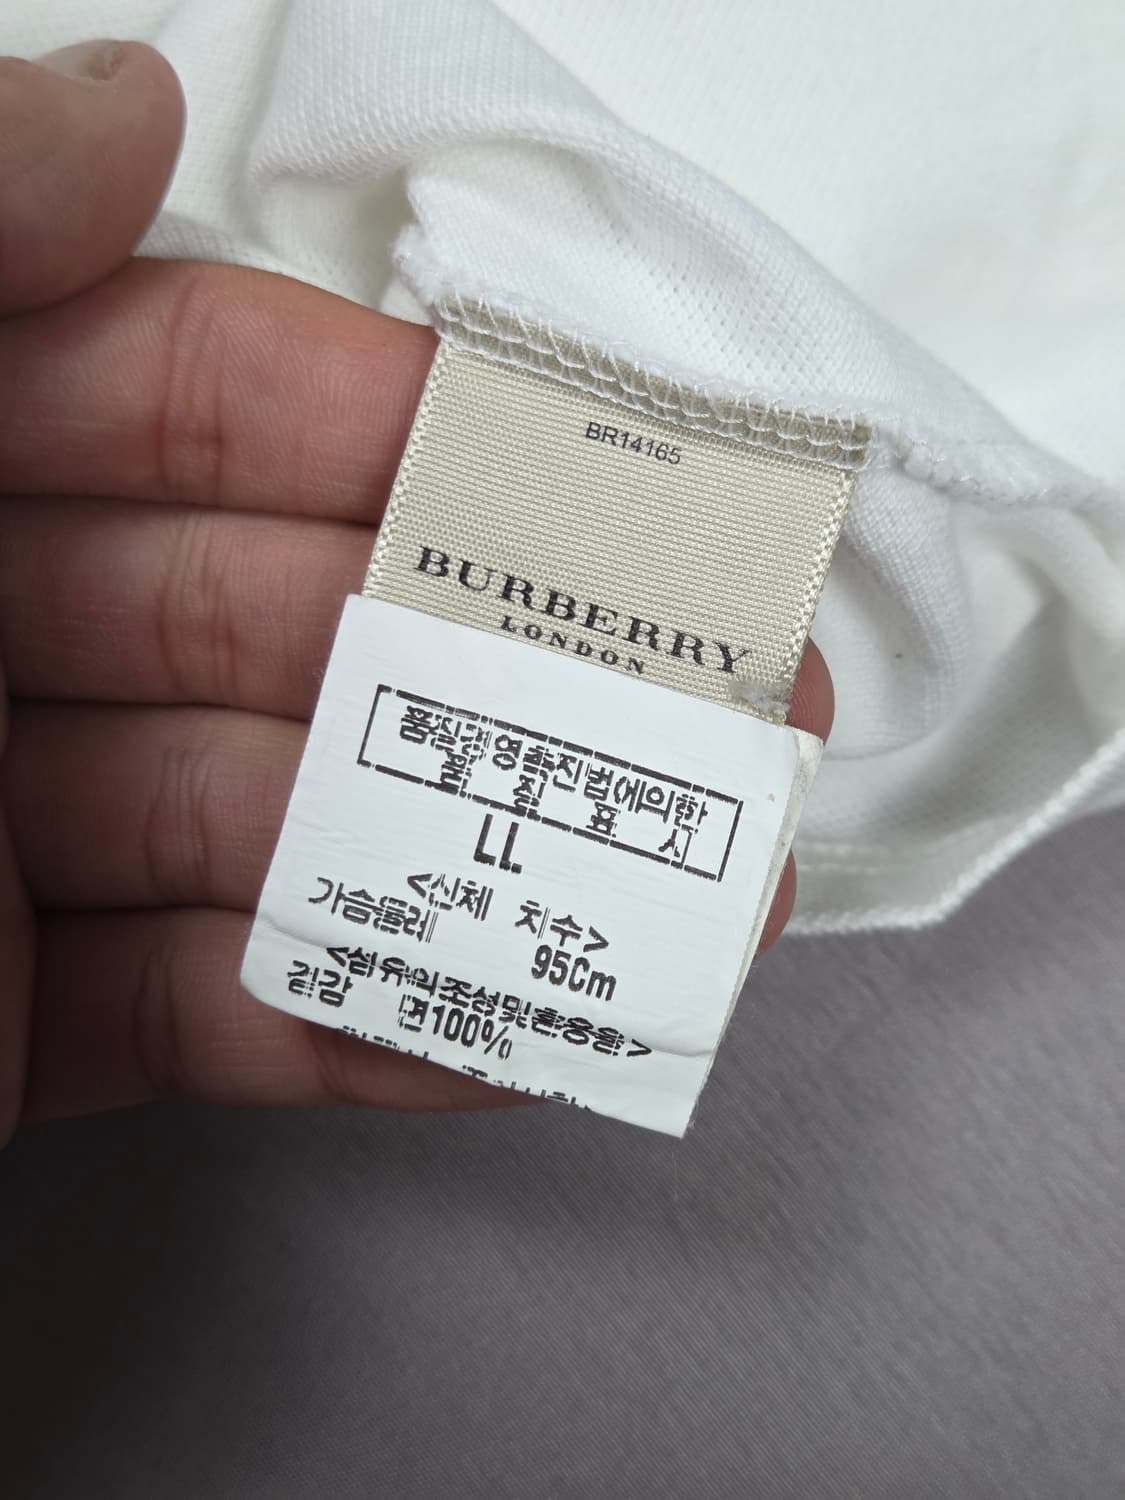 BR14165
BURBERRY
LONDON
품질경영촉진법에의한
품 질 표 시
LL
<신체 치수>
가슴둘레
95Cm
<섬유의조성및혼용율>
겉감 면100%